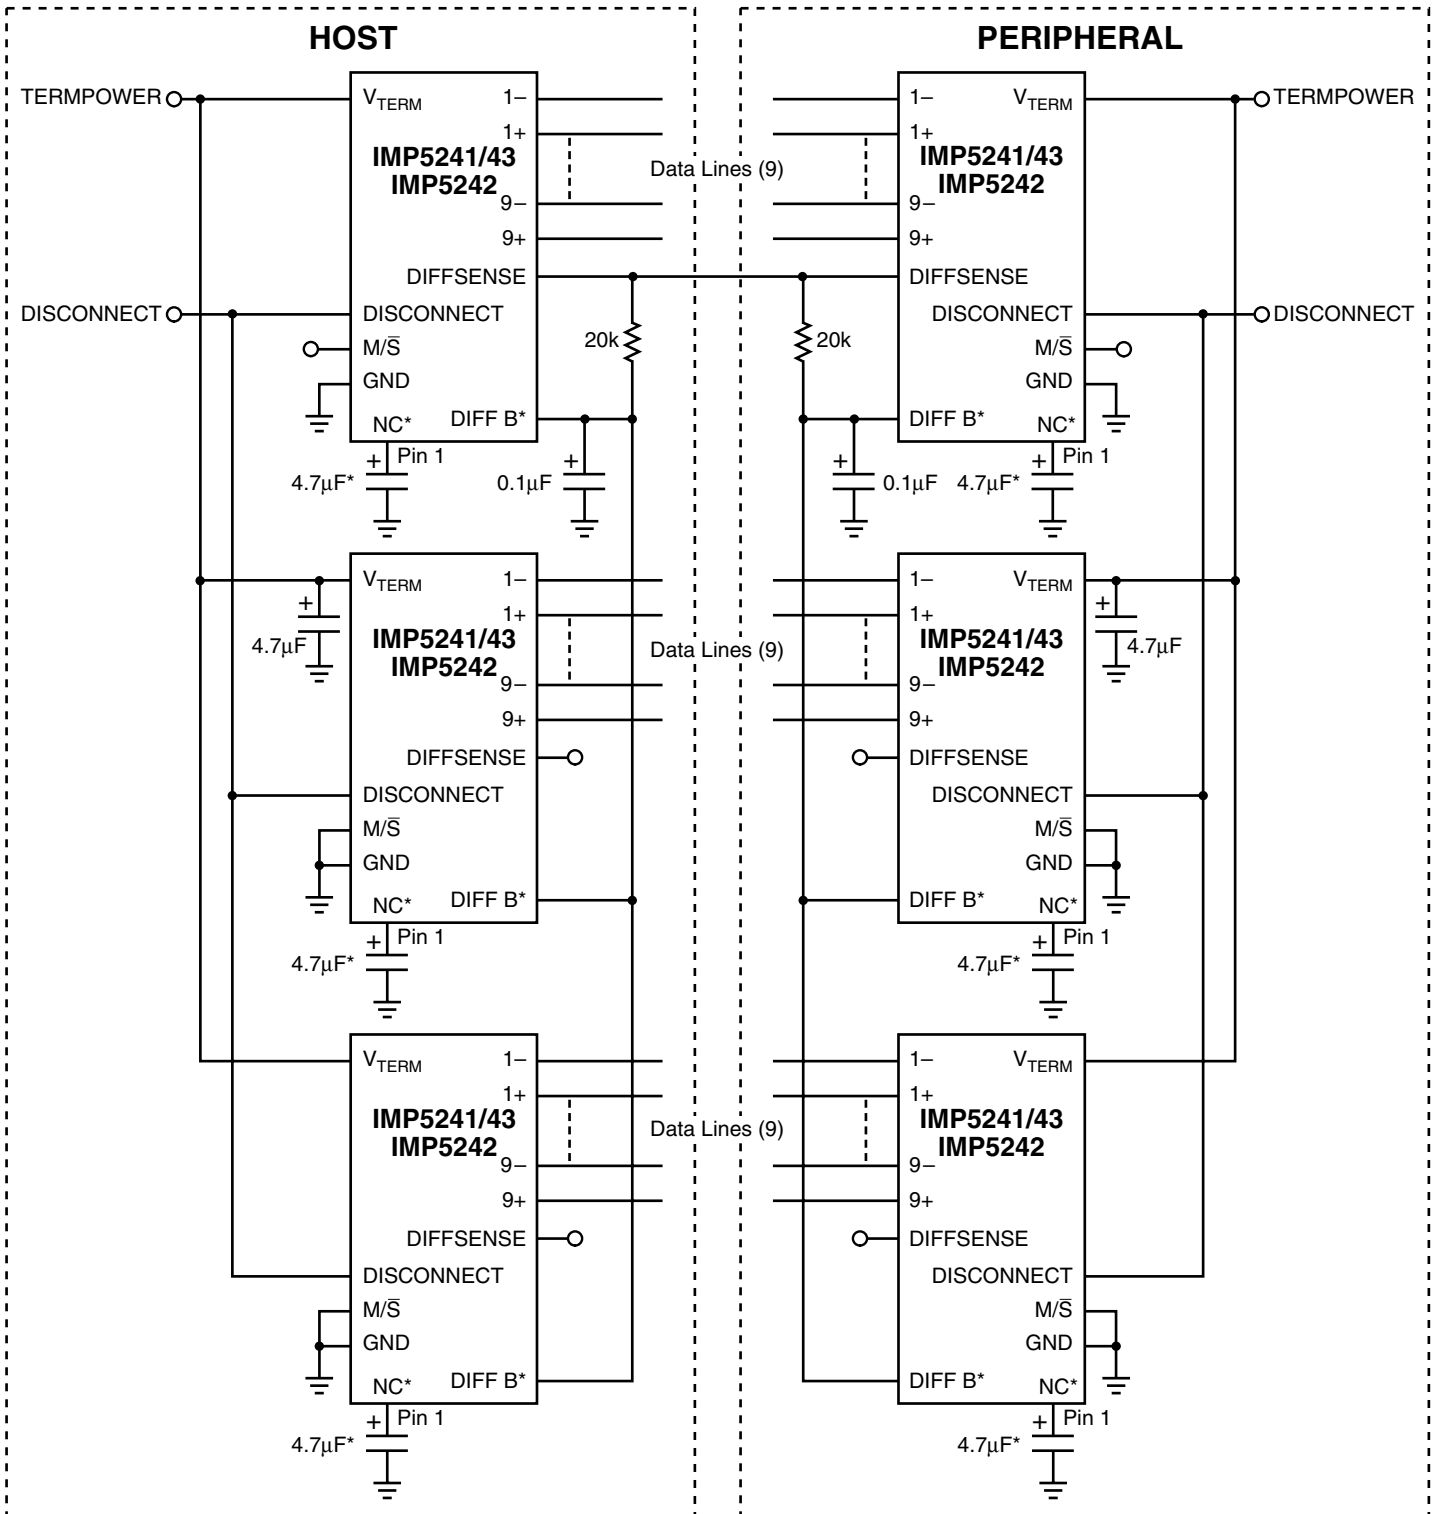 HOST
PERIPHERAL
TERMPOWER
VTERM
1–
1+
IMP5241/43
IMP5242
9–
9+
DIFFSENSE
DISCONNECT
DISCONNECT
M/S̅
GND
NC*
DIFF B*
Pin 1
4.7µF*
0.1µF
20k
Data Lines (9)
1–
VTERM
TERMPOWER
1+
IMP5241/43
IMP5242
9–
9+
DIFFSENSE
DISCONNECT
DISCONNECT
20k
M/S̅
GND
DIFF B*
NC*
Pin 1
0.1µF
4.7µF*
VTERM
1–
1+
4.7µF
IMP5241/43
IMP5242
9–
9+
DIFFSENSE
DISCONNECT
M/S̅
GND
NC*
DIFF B*
Pin 1
4.7µF*
Data Lines (9)
1–
VTERM
1+
IMP5241/43
IMP5242
4.7µF
9–
9+
DIFFSENSE
DISCONNECT
M/S̅
GND
DIFF B*
NC*
Pin 1
4.7µF*
VTERM
1–
1+
IMP5241/43
IMP5242
9–
9+
DIFFSENSE
DISCONNECT
M/S̅
GND
NC*
DIFF B*
Pin 1
4.7µF*
Data Lines (9)
1–
VTERM
1+
IMP5241/43
IMP5242
9–
9+
DIFFSENSE
DISCONNECT
M/S̅
GND
DIFF B*
NC*
Pin 1
4.7µF*